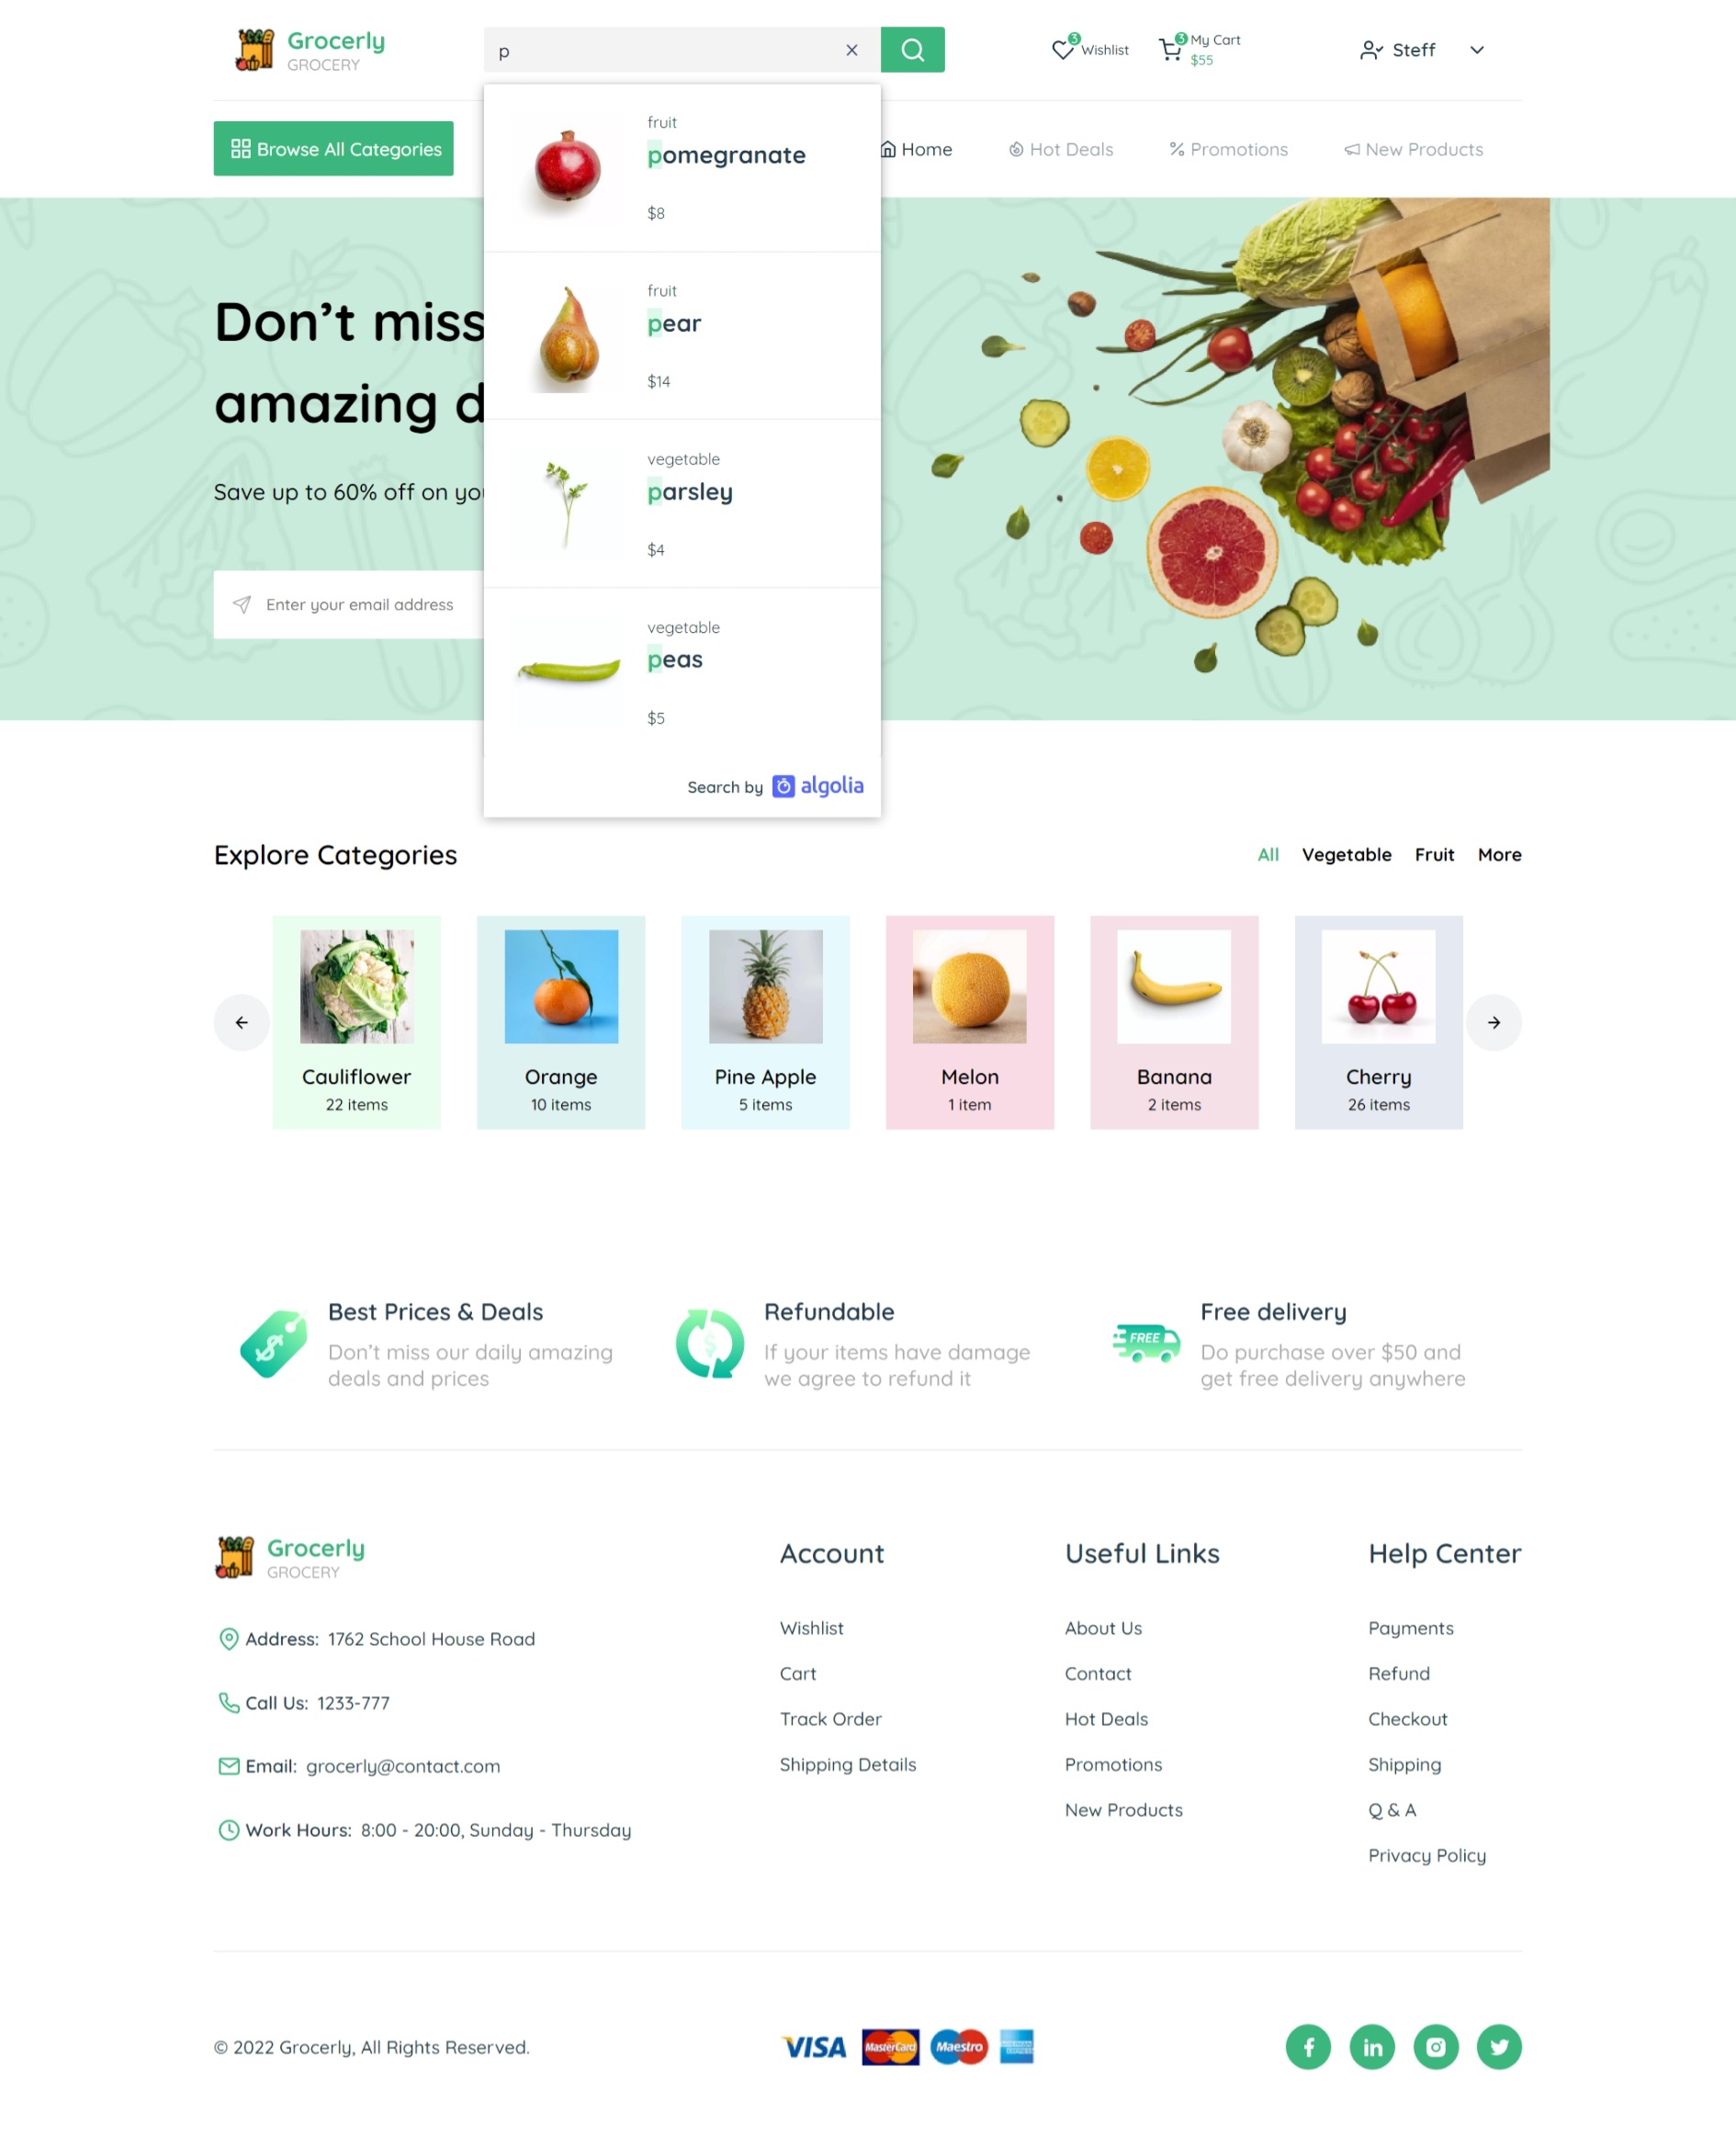 Grocerly
GROCERY
p
3
Wishlist
3
My Cart
$55
Steff
Browse All Categories
Home
Hot Deals
Promotions
New Products
fruit
pomegranate
$8
fruit
pear
$14
vegetable
parsley
$4
vegetable
peas
$5
Search by algolia
Don't miss
amazing d
Save up to 60% off on you
Enter your email address
Explore Categories
All
Vegetable
Fruit
More
Cauliflower
22 items
Orange
10 items
Pine Apple
5 items
Melon
1 item
Banana
2 items
Cherry
26 items
$
Best Prices & Deals
Don't miss our daily amazing
deals and prices
$
Refundable
If your items have damage
we agree to refund it
FREE
Free delivery
Do purchase over $50 and
get free delivery anywhere
Grocerly
GROCERY
Address: 1762 School House Road
Call Us: 1233-777
Email: grocerly@contact.com
Work Hours: 8:00 - 20:00, Sunday - Thursday
Account
Wishlist
Cart
Track Order
Shipping Details
Useful Links
About Us
Contact
Hot Deals
Promotions
New Products
Help Center
Payments
Refund
Checkout
Shipping
Q & A
Privacy Policy
© 2022 Grocerly, All Rights Reserved.
VISA
MasterCard
Maestro
AMERICAN EXPRESS
f
in